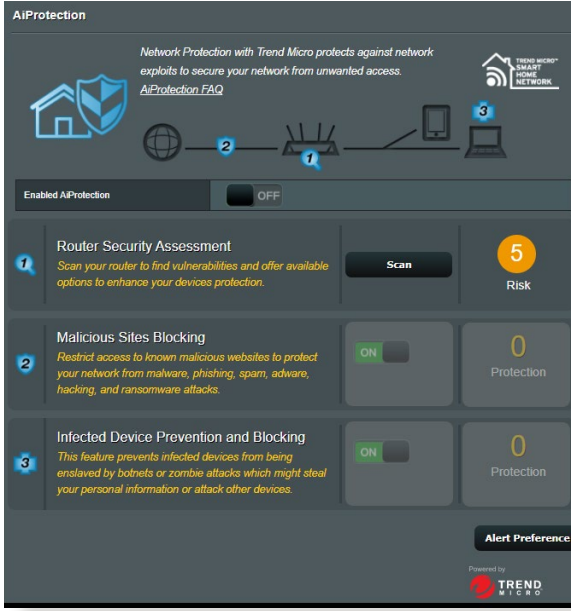 AiProtection
Network Protection with Trend Micro protects against network
exploits to secure your network from unwanted access.
AiProtection FAQ
TREND MICRO™
SMART
HOME
NETWORK
3
2
1
Enabled AiProtection
OFF
1
Router Security Assessment
Scan your router to find vulnerabilities and offer available
options to enhance your devices protection.
Scan
5
Risk
2
Malicious Sites Blocking
Restrict access to known malicious websites to protect
your network from malware, phishing, spam, adware,
hacking, and ransomware attacks.
ON
0
Protection
3
Infected Device Prevention and Blocking
This feature prevents infected devices from being
enslaved by botnets or zombie attacks which might steal
your personal information or attack other devices.
ON
0
Protection
Alert Preference
Powered by
TREND
MICRO